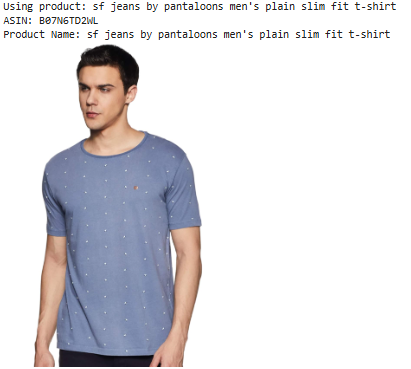 Using product: sf jeans by pantaloons men's plain slim fit t-shirt
ASIN: B07N6TD2WL
Product Name: sf jeans by pantaloons men's plain slim fit t-shirt